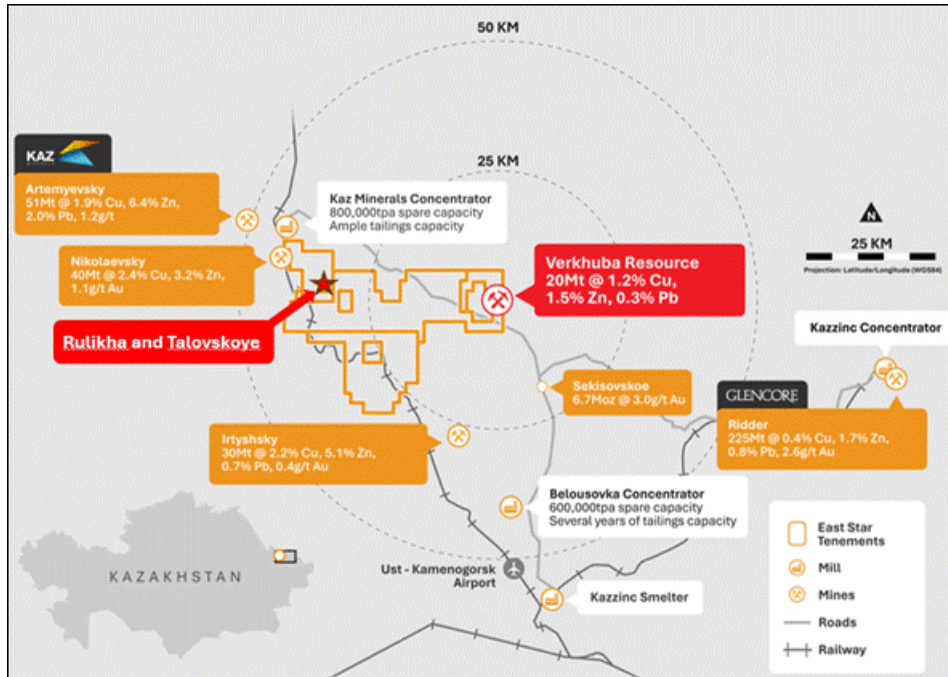 50 KM
25 KM
KAZ
Artemyevsky
51Mt @ 1.9% Cu, 6.4% Zn,
2.0% Pb, 1.2g/t
Kaz Minerals Concentrator
800,000tpa spare capacity
Ample tailings capacity
N
25 KM
Projection: Latitude/Longitude (WGS84)
Nikolaevsky
40Mt @ 2.4% Cu, 3.2% Zn,
1.1g/t Au
Verkhuba Resource
20Mt @ 1.2% Cu,
1.5% Zn, 0.3% Pb
Rulikha and Talovskoye
Kazzinc Concentrator
Sekisovskoe
6.7Moz @ 3.0g/t Au
GLENCORE
Ridder
225Mt @ 0.4% Cu, 1.7% Zn,
0.8% Pb, 2.6g/t Au
Irtyshsky
30Mt @ 2.2% Cu, 5.1% Zn,
0.7% Pb, 0.4g/t Au
Belousovka Concentrator
600,000tpa spare capacity
Several years of tailings capacity
KAZAKHSTAN
Ust - Kamenogorsk
Airport
Kazzinc Smelter
East Star
Tenements
Mill
Mines
Roads
Railway